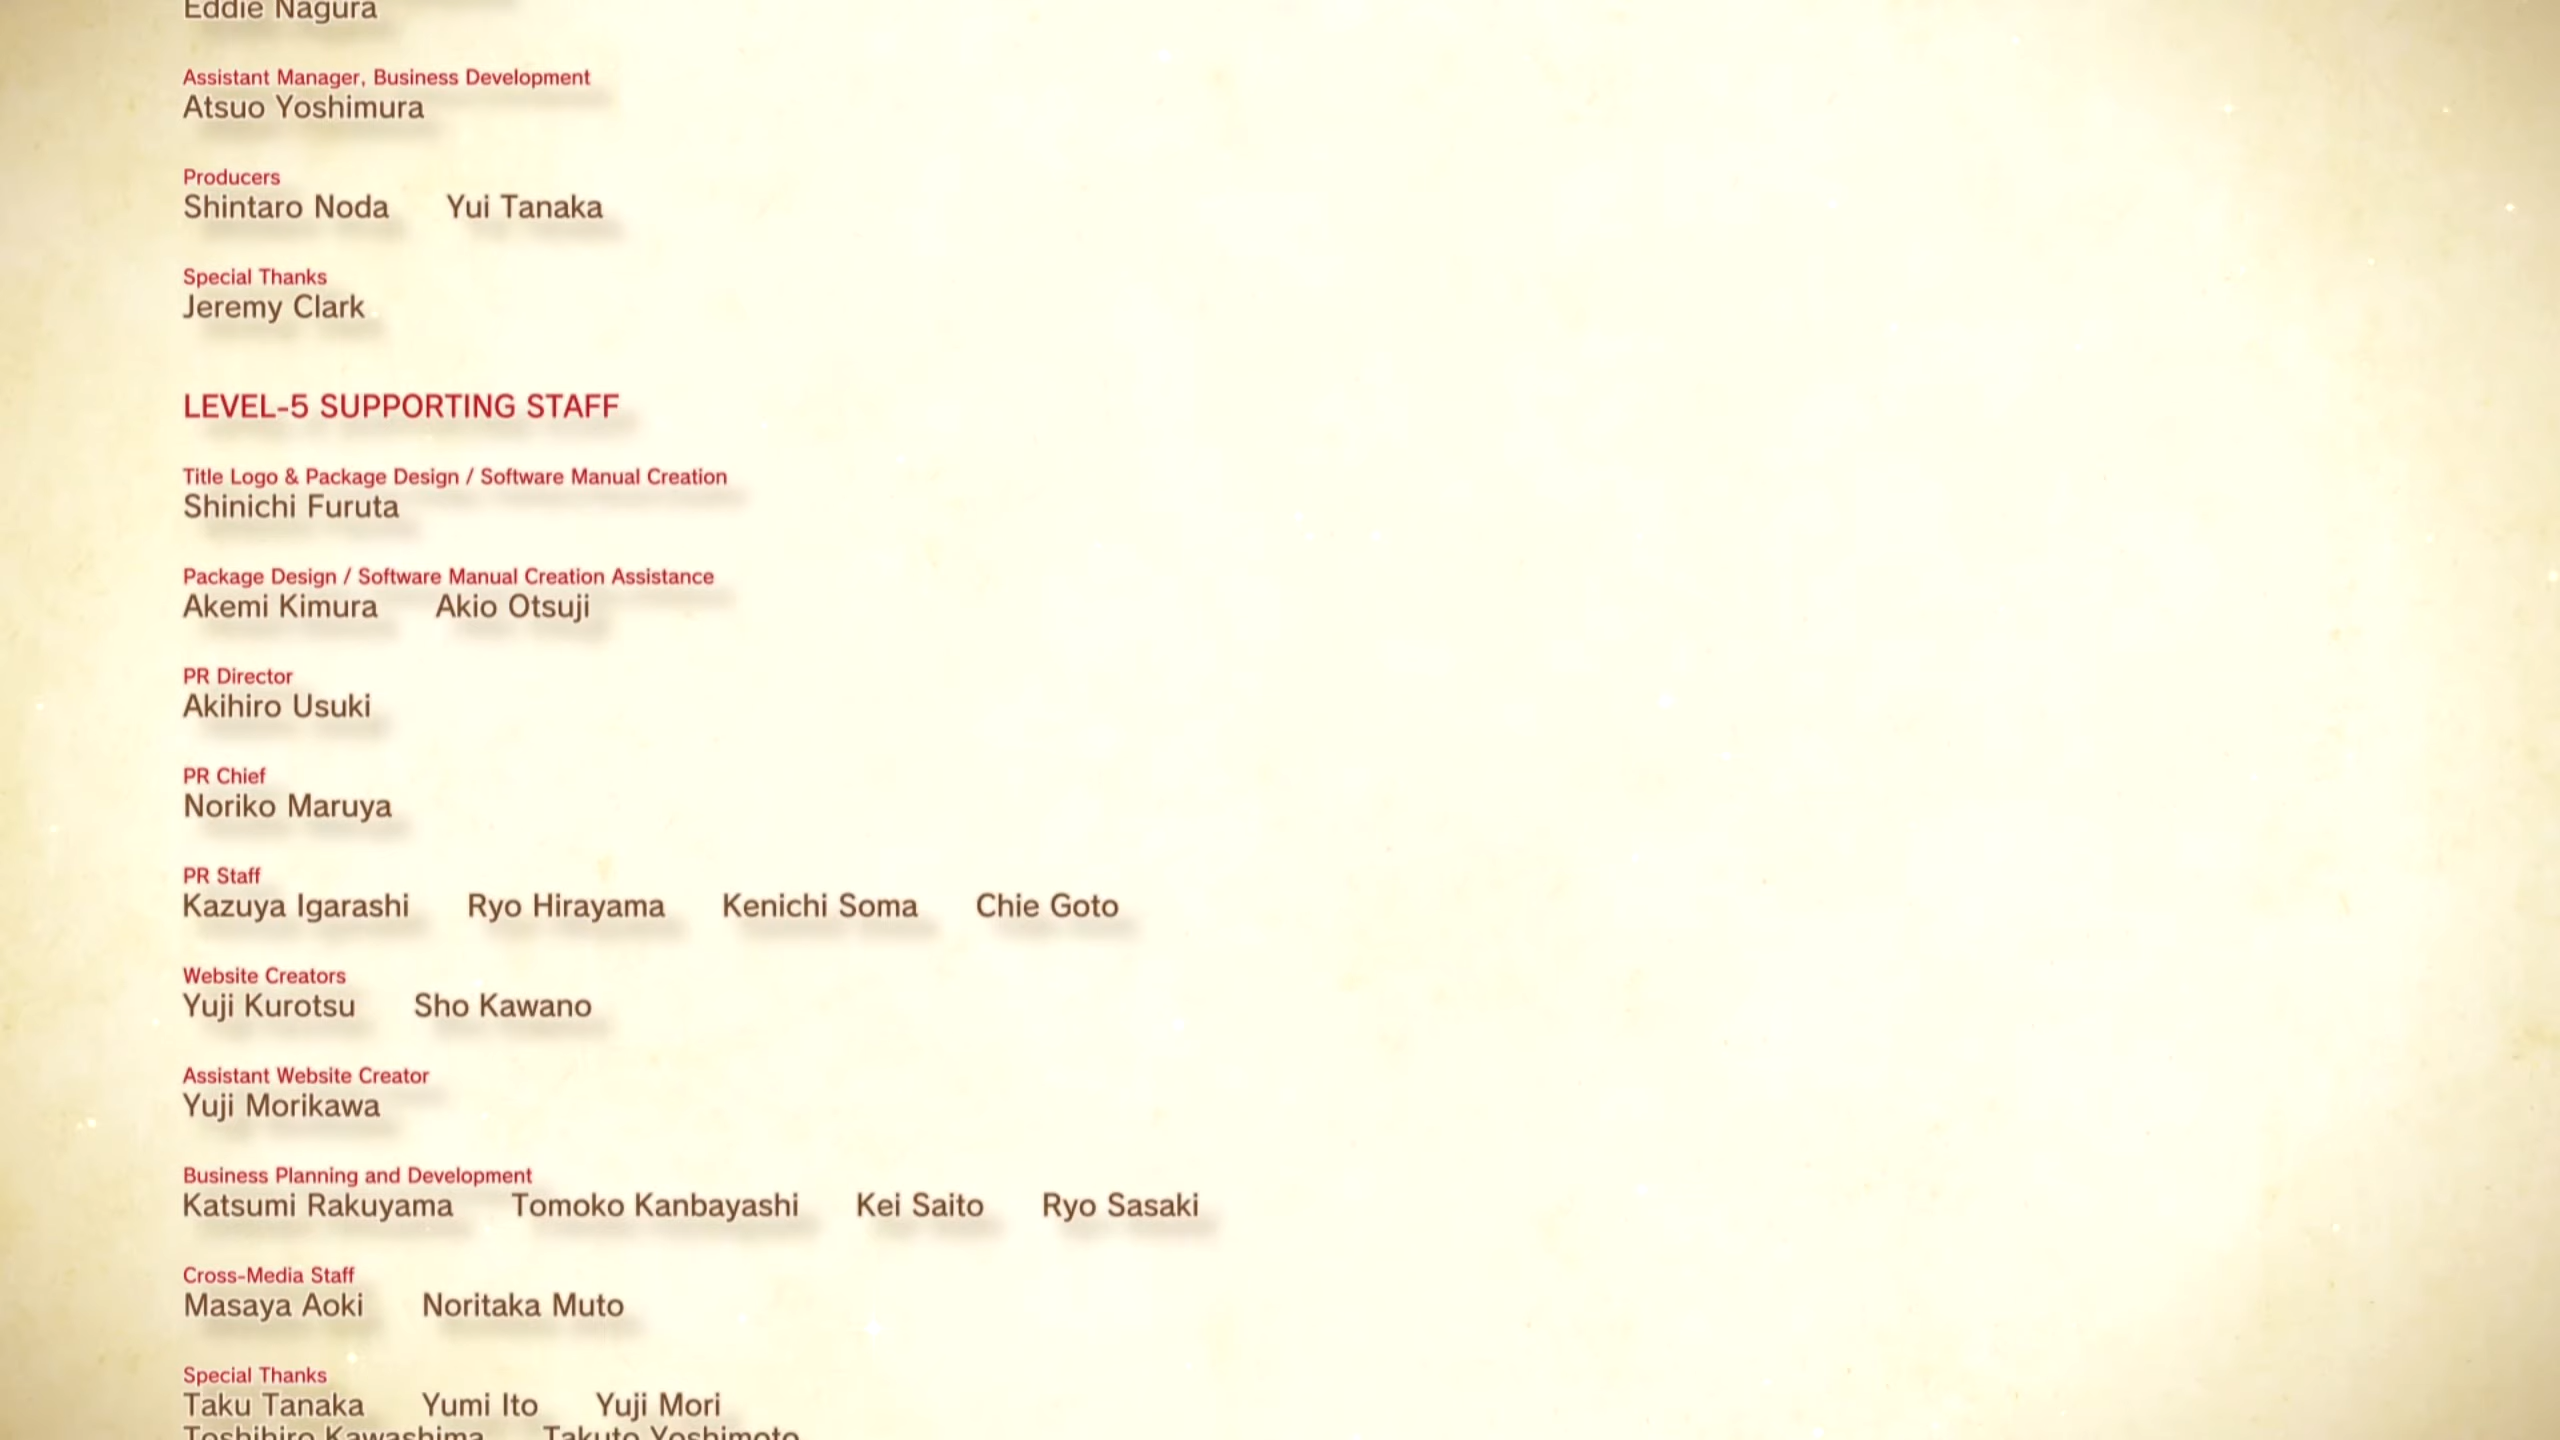 Eddie Nagura
Assistant Manager, Business Development
Atsuo Yoshimura
Producers
Shintaro Noda Yui Tanaka
Special Thanks
Jeremy Clark
LEVEL-5 SUPPORTING STAFF
Title Logo & Package Design / Software Manual Creation
Shinichi Furuta
Package Design / Software Manual Creation Assistance
Akemi Kimura Akio Otsuji
PR Director
Akihiro Usuki
PR Chief
Noriko Maruya
PR Staff
Kazuya Igarashi Ryo Hirayama Kenichi Soma Chie Goto
Website Creators
Yuji Kurotsu Sho Kawano
Assistant Website Creator
Yuji Morikawa
Business Planning and Development
Katsumi Rakuyama Tomoko Kanbayashi Kei Saito Ryo Sasaki
Cross-Media Staff
Masaya Aoki Noritaka Muto
Special Thanks
Taku Tanaka Yumi Ito Yuji Mori
Toshihiro Kawashima Takuto Yoshimoto